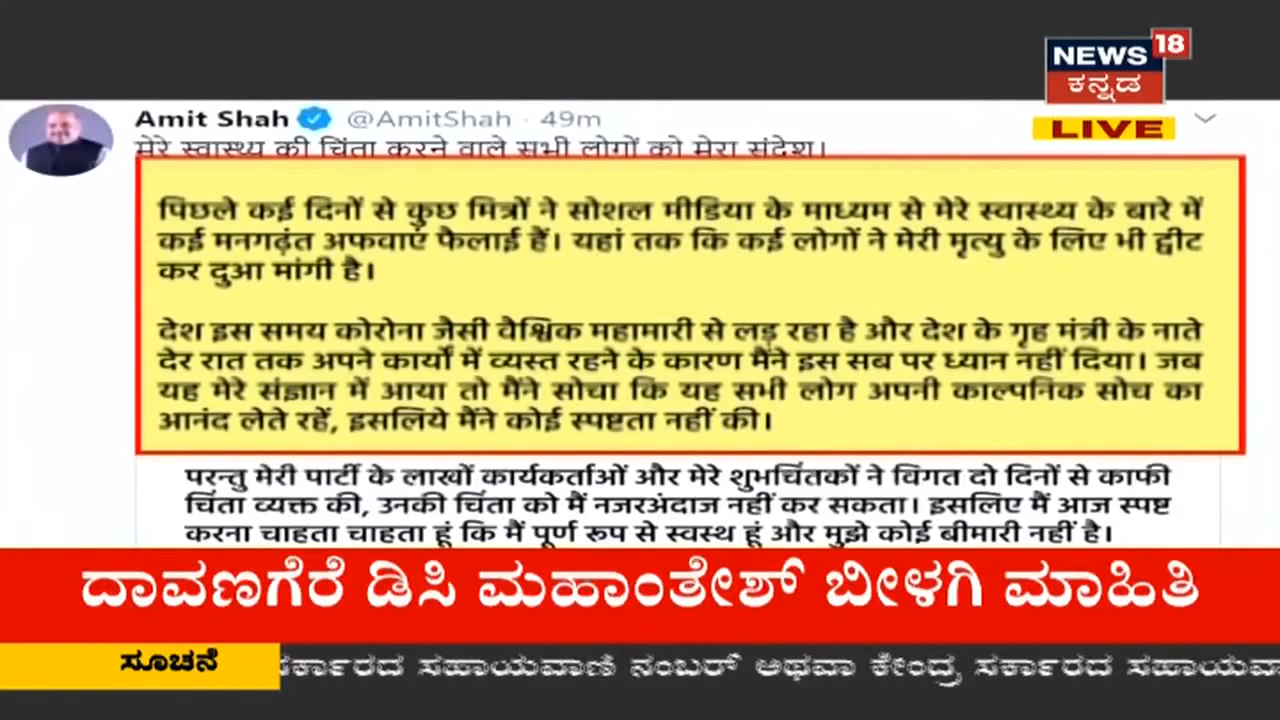 NEWS 18
ಕನ್ನಡ
LIVE
Amit Shah @AmitShah · 49m
मेरे स्वास्थ्य की चिंता करने वाले सभी लोगों को मेरा संदेश।
पिछले कई दिनों से कुछ मित्रों ने सोशल मीडिया के माध्यम से मेरे स्वास्थ्य के बारे में
कई मनगढ़ंत अफवाएं फैलाई हैं। यहां तक कि कई लोगों ने मेरी मृत्यु के लिए भी ट्वीट
कर दुआ मांगी है।
देश इस समय कोरोना जैसी वैश्विक महामारी से लड़ रहा है और देश के गृह मंत्री के नाते
देर रात तक अपने कार्यों में व्यस्त रहने के कारण मैंने इस सब पर ध्यान नहीं दिया। जब
यह मेरे संज्ञान में आया तो मैंने सोचा कि यह सभी लोग अपनी काल्पनिक सोच का
आनंद लेते रहें, इसलिये मैंने कोई स्पष्टता नहीं की।
परन्तु मेरी पार्टी के लाखों कार्यकर्ताओं और मेरे शुभचिंतकों ने विगत दो दिनों से काफी
चिंता व्यक्त की, उनकी चिंता को मैं नजरअंदाज नहीं कर सकता। इसलिए मैं आज स्पष्ट
करना चाहता चाहता हूं कि मैं पूर्ण रूप से स्वस्थ हूं और मुझे कोई बीमारी नहीं है।
ದಾವಣಗೆರೆ ಡಿಸಿ ಮಹಾಂತೇಶ್ ಬೀಳಗಿ ಮಾಹಿತಿ
ಸೂಚನೆ ಸರ್ಕಾರದ ಸಹಾಯವಾಣಿ ನಂಬರ್ ಅಥವಾ ಕೇಂದ್ರ ಸರ್ಕಾರದ